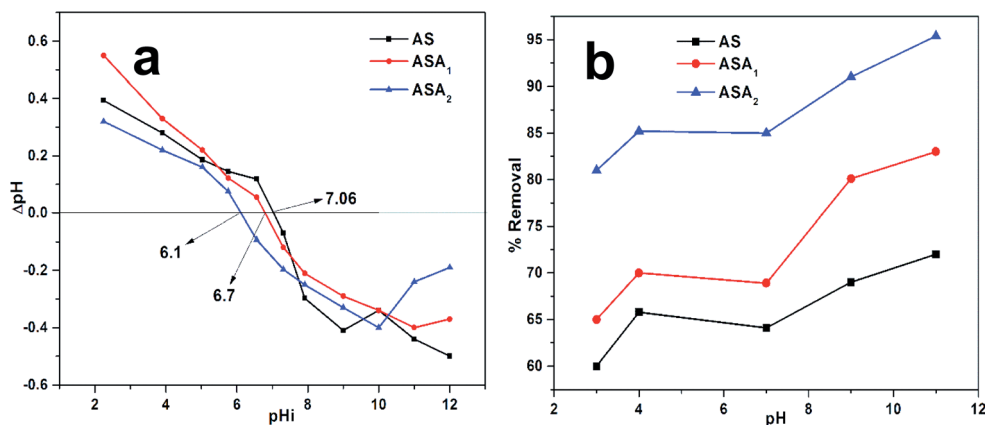 a
AS
ASA₁
ASA₂
0.6
0.4
0.2
0.0
-0.2
-0.4
-0.6
ΔpH
7.06
6.1
6.7
2 4 6 8 10 12
pHi
b
AS
ASA₁
ASA₂
95
90
85
80
75
70
65
60
% Removal
2 4 6 8 10 12
pH